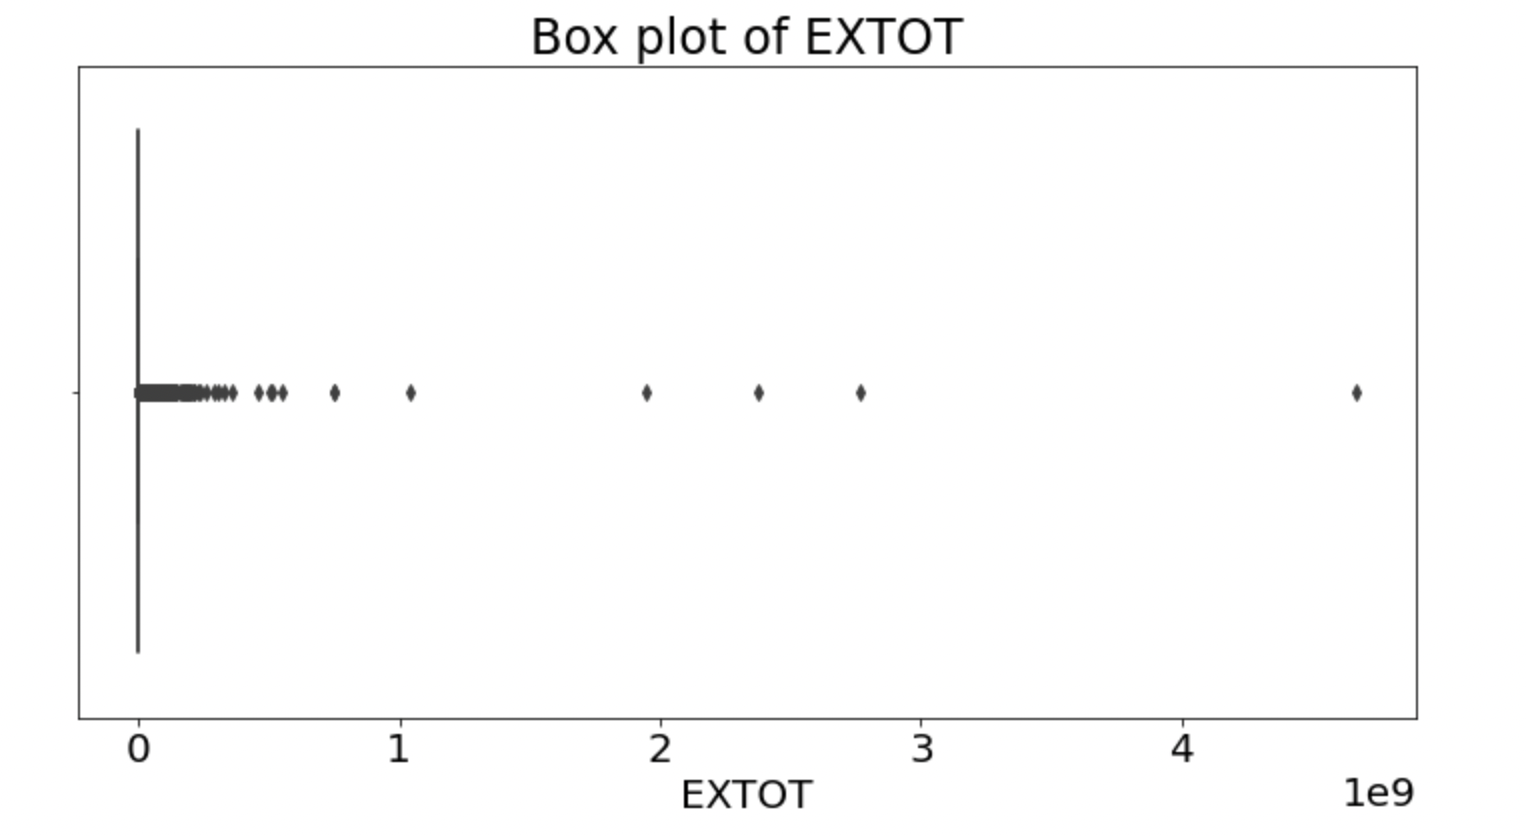 Box plot of EXTOT
0 1 2 3 4
EXTOT
1e9